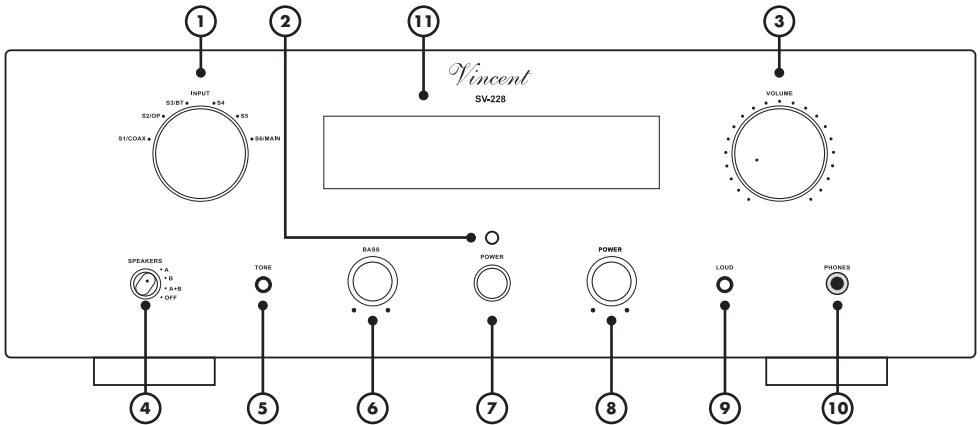 1
2
11
3
Vincent
SV-228
INPUT
S3/BT
S4
S2/OP
S5
S1/COAX
S6/MAIN
VOLUME
SPEAKERS
A
B
A+B
OFF
TONE
BASS
POWER
POWER
LOUD
PHONES
4
5
6
7
8
9
10